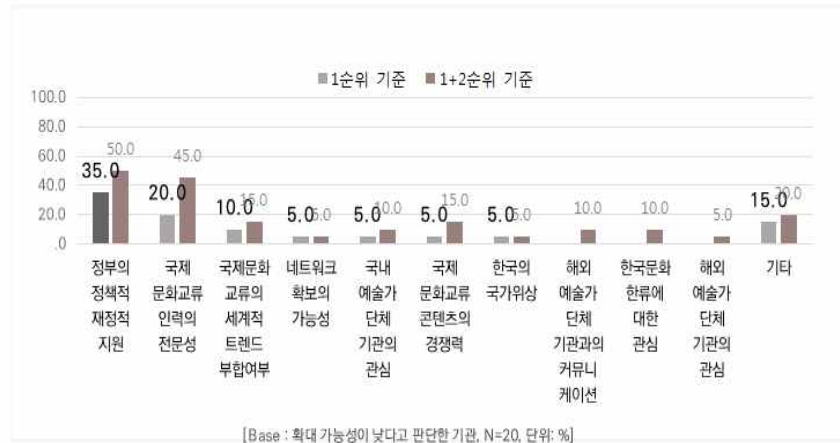 1순위 기준 1+2순위 기준
100.0
80.0
60.0
40.0
20.0
.0
35.0 50.0
20.0 45.0
10.0 15.0
5.0 5.0
5.0 10.0
5.0 15.0
5.0 5.0
10.0
10.0
5.0
15.0 20.0
정부의
정책적
재정적
지원
국제
문화교류
인력의
전문성
국제문화
교류의
세계적
트렌드
부합여부
네트워크
확보의
가능성
국내
예술가
단체
기관의
관심
국제
문화교류
콘텐츠의
경쟁력
한국의
국가위상
해외
예술가
단체
기관과의
커뮤니
케이션
한국문화
한류에
대한
관심
해외
예술가
단체
기관의
관심
기타
[Base : 확대 가능성이 낮다고 판단한 기관, N=20, 단위: %]